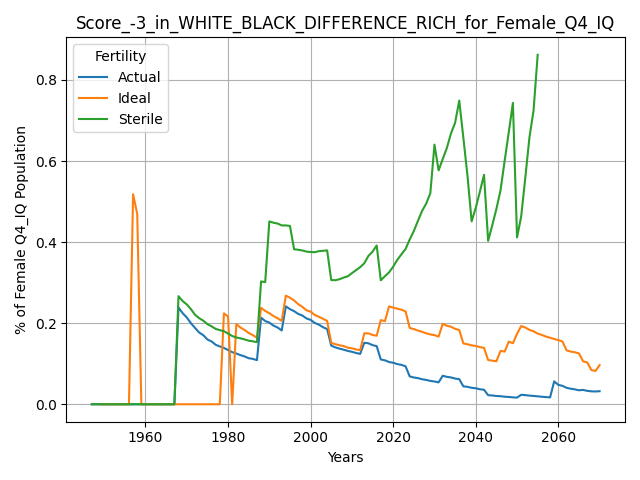 Score_-3_in_WHITE_BLACK_DIFFERENCE_RICH_for_Female_Q4_IQ
Fertility
Actual
Ideal
Sterile
% of Female Q4_IQ Population
0.8
0.6
0.4
0.2
0.0
1960 1980 2000 2020 2040 2060
Years